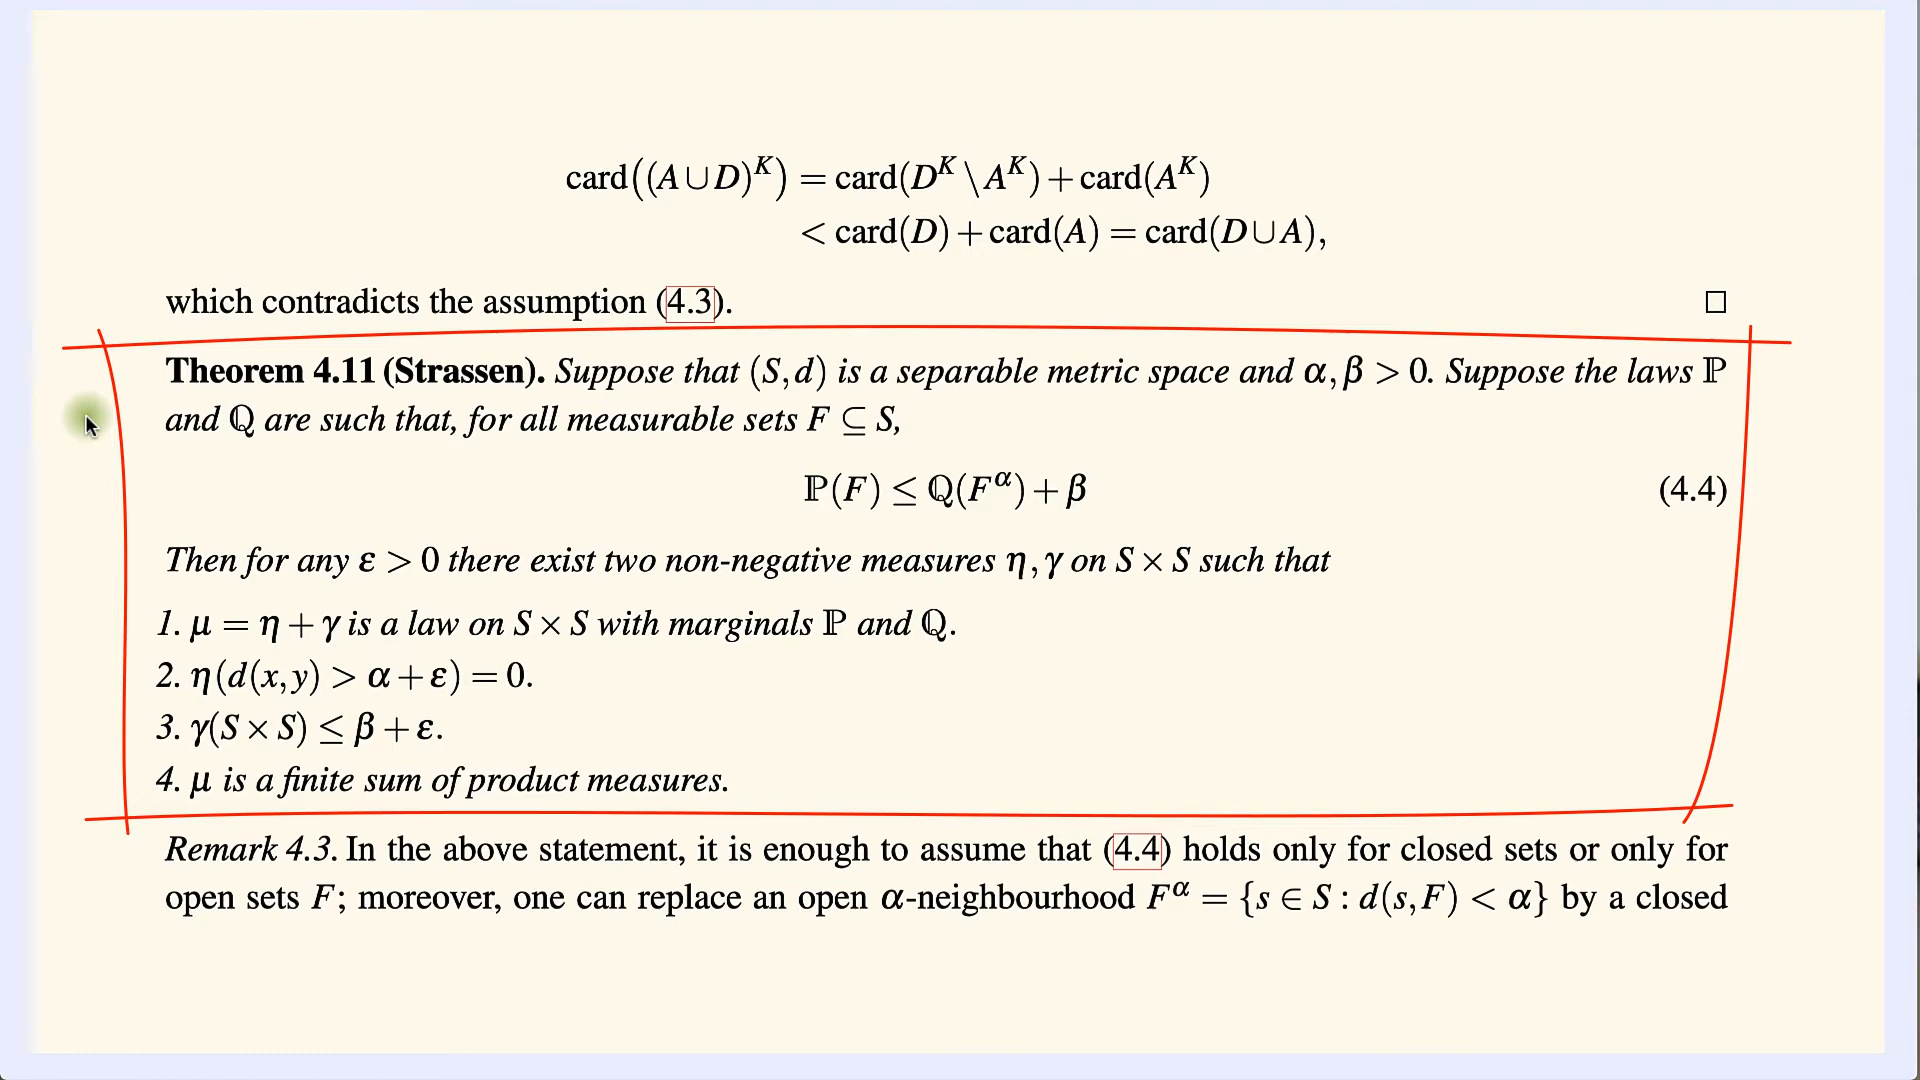 card((A ∪ D)^K) = card(D^K \ A^K) + card(A^K)
< card(D) + card(A) = card(D ∪ A),
which contradicts the assumption (4.3). □
Theorem 4.11 (Strassen). Suppose that (S, d) is a separable metric space and α, β > 0. Suppose the laws ℙ
and ℚ are such that, for all measurable sets F ⊆ S,
ℙ(F) ≤ ℚ(F^α) + β (4.4)
Then for any ε > 0 there exist two non-negative measures η, γ on S × S such that
1. μ = η + γ is a law on S × S with marginals ℙ and ℚ.
2. η(d(x, y) > α + ε) = 0.
3. γ(S × S) ≤ β + ε.
4. μ is a finite sum of product measures.
Remark 4.3. In the above statement, it is enough to assume that (4.4) holds only for closed sets or only for
open sets F; moreover, one can replace an open α-neighbourhood F^α = {s ∈ S : d(s, F) < α} by a closed